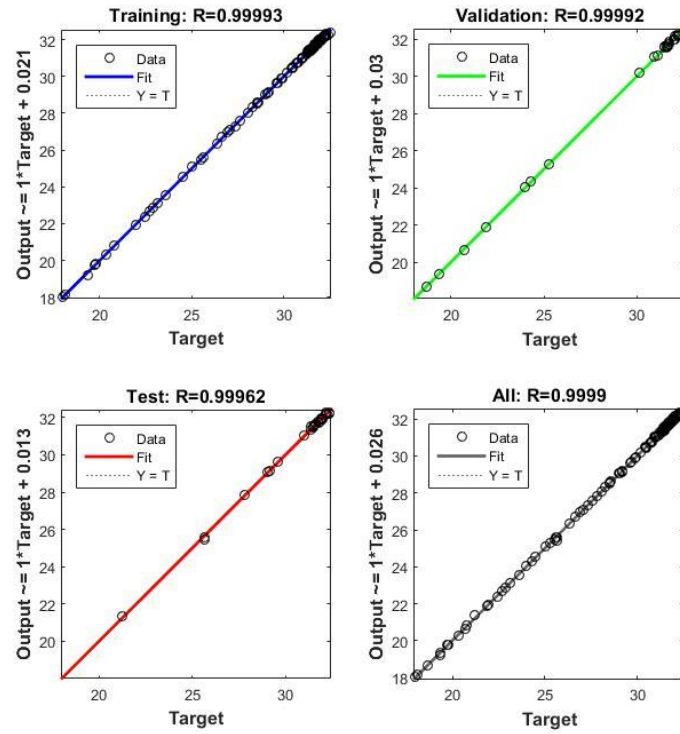 Training: R=0.99993
Output ~= 1*Target + 0.021
32
30
28
26
24
22
20
18
Data
Fit
Y = T
20
25
30
Target
Validation: R=0.99992
Output ~= 1*Target + 0.03
32
30
28
26
24
22
20
Data
Fit
Y = T
20
25
30
Target
Test: R=0.99962
Output ~= 1*Target + 0.013
32
30
28
26
24
22
20
Data
Fit
Y = T
20
25
30
Target
All: R=0.9999
Output ~= 1*Target + 0.026
32
30
28
26
24
22
20
18
Data
Fit
Y = T
20
25
30
Target